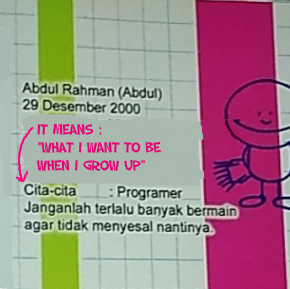 Abdul Rahman (Abdul)
29 Desember 2000
IT MEANS :
"WHAT I WANT TO BE
WHEN I GROW UP"
Cita-cita : Programer
Janganlah terlalu banyak bermain
agar tidak menyesal nantinya.